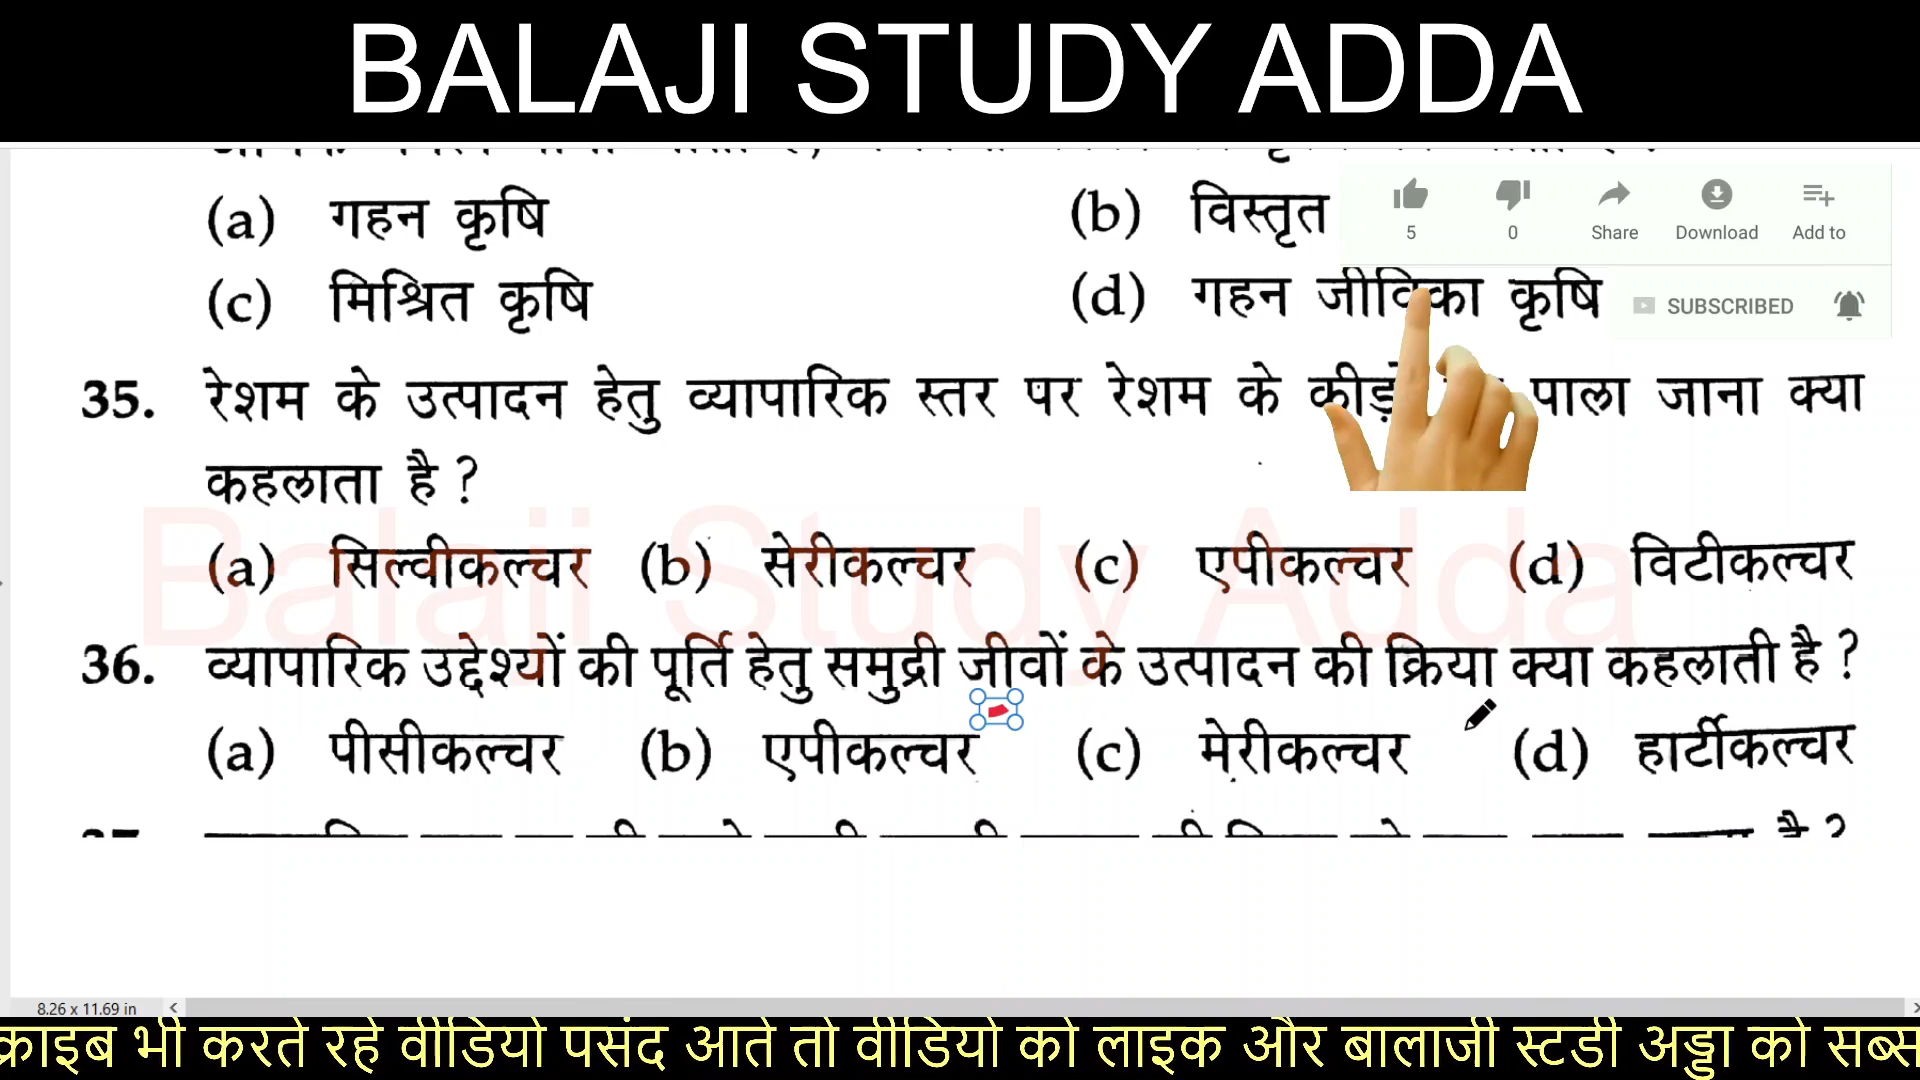 BALAJI STUDY ADDA
(a) गहन कृषि (b) विस्तृत
5 0 Share Download Add to
(c) मिश्रित कृषि (d) गहन जीविका कृषि
SUBSCRIBED
35. रेशम के उत्पादन हेतु व्यापारिक स्तर पर रेशम के पाला जाना क्या
कहलाता है ?
Balaji Study Adda
(a) सिल्वीकल्चर (b) सेरीकल्चर (c) एपीकल्चर (d) विटीकल्चर
36. व्यापारिक उद्देश्यों की पूर्ति हेतु समुद्री जीवों के उत्पादन की क्रिया क्या कहलाती है ?
(a) पीसीकल्चर (b) एपीकल्चर (c) मेरीकल्चर (d) हार्टीकल्चर
8.26 x 11.69 in
क्राइब भी करते रहे वीडियो पसंद आते तो वीडियो को लाइक और बालाजी स्टडी अड्डा को सब्स